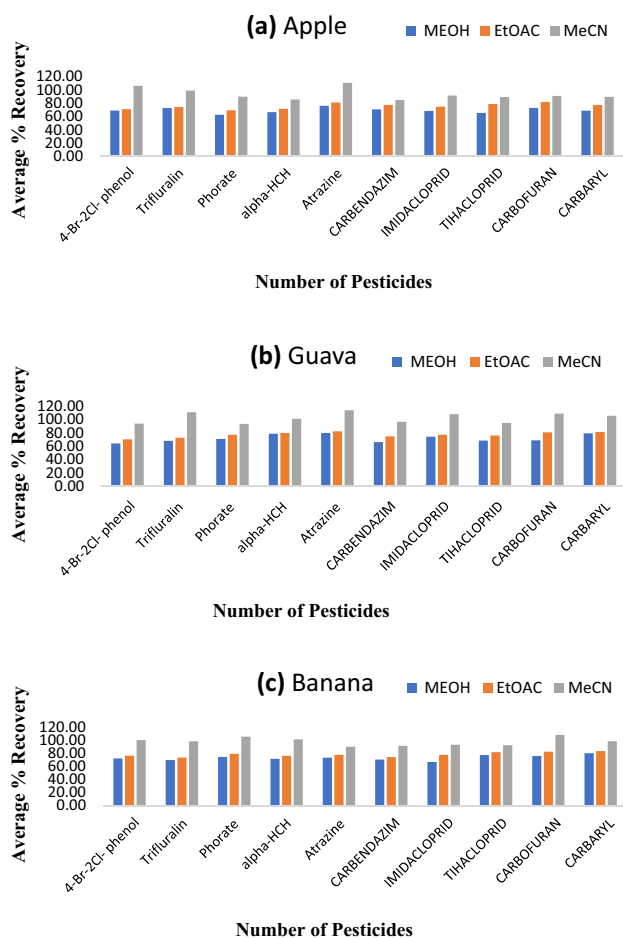 (a) Apple
MEOH EtOAC MeCN
Average % Recovery
120.00
100.00
80.00
60.00
40.00
20.00
0.00
4-Br-2Cl- phenol
Trifluralin
Phorate
alpha-HCH
Atrazine
CARBENDAZIM
IMIDACLOPRID
TIHACLOPRID
CARBOFURAN
CARBARYL
Number of Pesticides
(b) Guava
MEOH EtOAC MeCN
Average % Recovery
120.00
100.00
80.00
60.00
40.00
20.00
0.00
4-Br-2Cl- phenol
Trifluralin
Phorate
alpha-HCH
Atrazine
CARBENDAZIM
IMIDACLOPRID
TIHACLOPRID
CARBOFURAN
CARBARYL
Number of Pesticides
(c) Banana
MEOH EtOAC MeCN
Average % Recovery
120.00
100.00
80.00
60.00
40.00
20.00
0.00
4-Br-2Cl- phenol
Trifluralin
Phorate
alpha-HCH
Atrazine
CARBENDAZIM
IMIDACLOPRID
TIHACLOPRID
CARBOFURAN
CARBARYL
Number of Pesticides